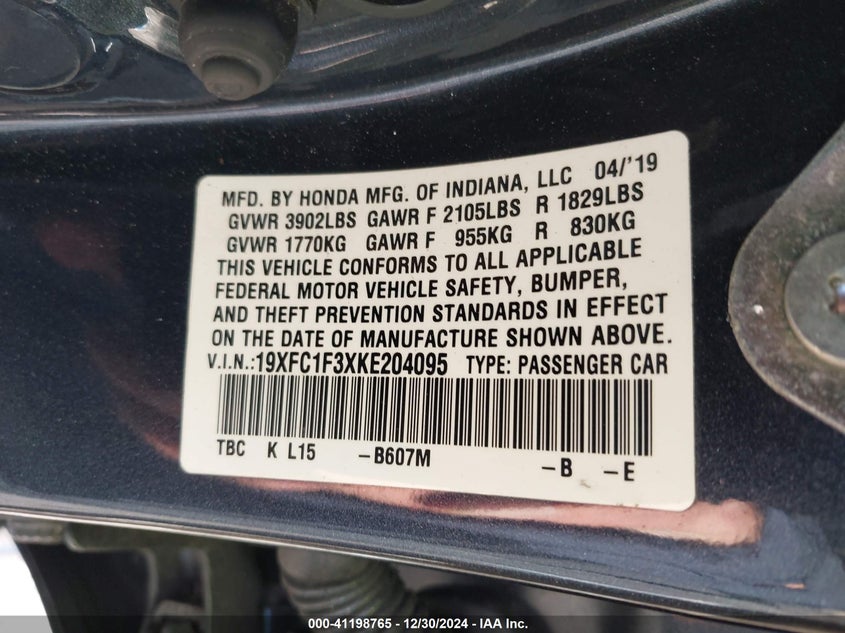 MFD. BY HONDA MFG. OF INDIANA, LLC 04/'19
GVWR 3902LBS GAWR F 2105LBS R 1829LBS
GVWR 1770KG GAWR F 955KG R 830KG
THIS VEHICLE CONFORMS TO ALL APPLICABLE
FEDERAL MOTOR VEHICLE SAFETY, BUMPER,
AND THEFT PREVENTION STANDARDS IN EFFECT
ON THE DATE OF MANUFACTURE SHOWN ABOVE.
V.I.N.:19XFC1F3XKE204095 TYPE: PASSENGER CAR
TBC K L15 -B607M -B -E
000-41198765 - 12/30/2024 - IAA Inc.